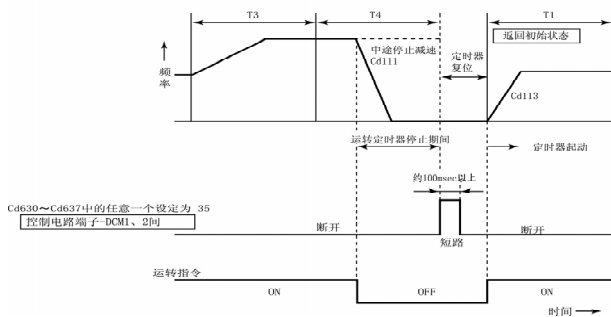 T3
T4
T1
返回初始状态
频率
中途停止减速
Cd111
定时器
复位
Cd113
运转定时器停止期间
定时器起动
约100msec以上
Cd630～Cd637中的任意一个设定为 35
控制电路端子-DCM1、2间
断开
短路
断开
运转指令
ON
OFF
ON
时间